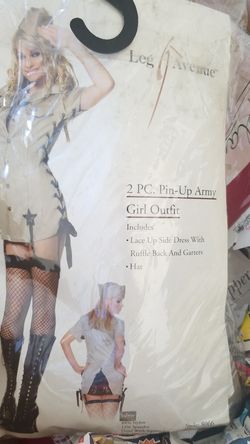 Leg Avenue
2 PC. Pin-Up Army
Girl Outfit
Includes
• Lace Up Side Dress With
Ruffle Back And Garters
• Hat